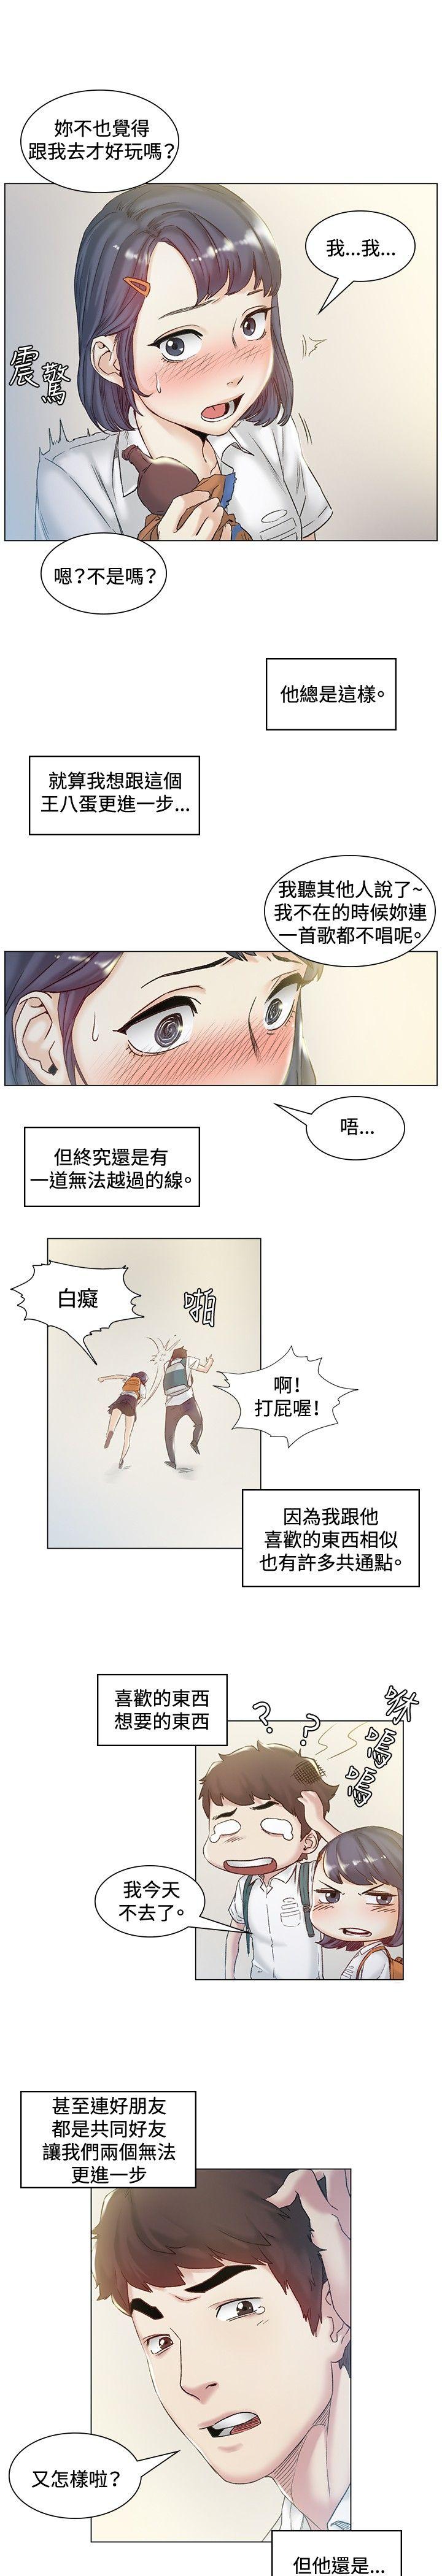 妳不也覺得
跟我去才好玩嗎？
我…我…
震驚
嗯？不是嗎？
他總是這樣。
就算我想跟這個
王八蛋更進一步…
我聽其他人說了~
我不在的時候妳連
一首歌都不唱呢。
唔…
但終究還是有
一道無法越過的線。
白癡
啪
啊！
打屁喔！
因為我跟他
喜歡的東西相似
也有許多共通點。
喜歡的東西
想要的東西
？？
咻
嗚
嗚
我今天
不去了。
甚至連好朋友
都是共同好友
讓我們兩個無法
更進一步
又怎樣啦？
但他還是…